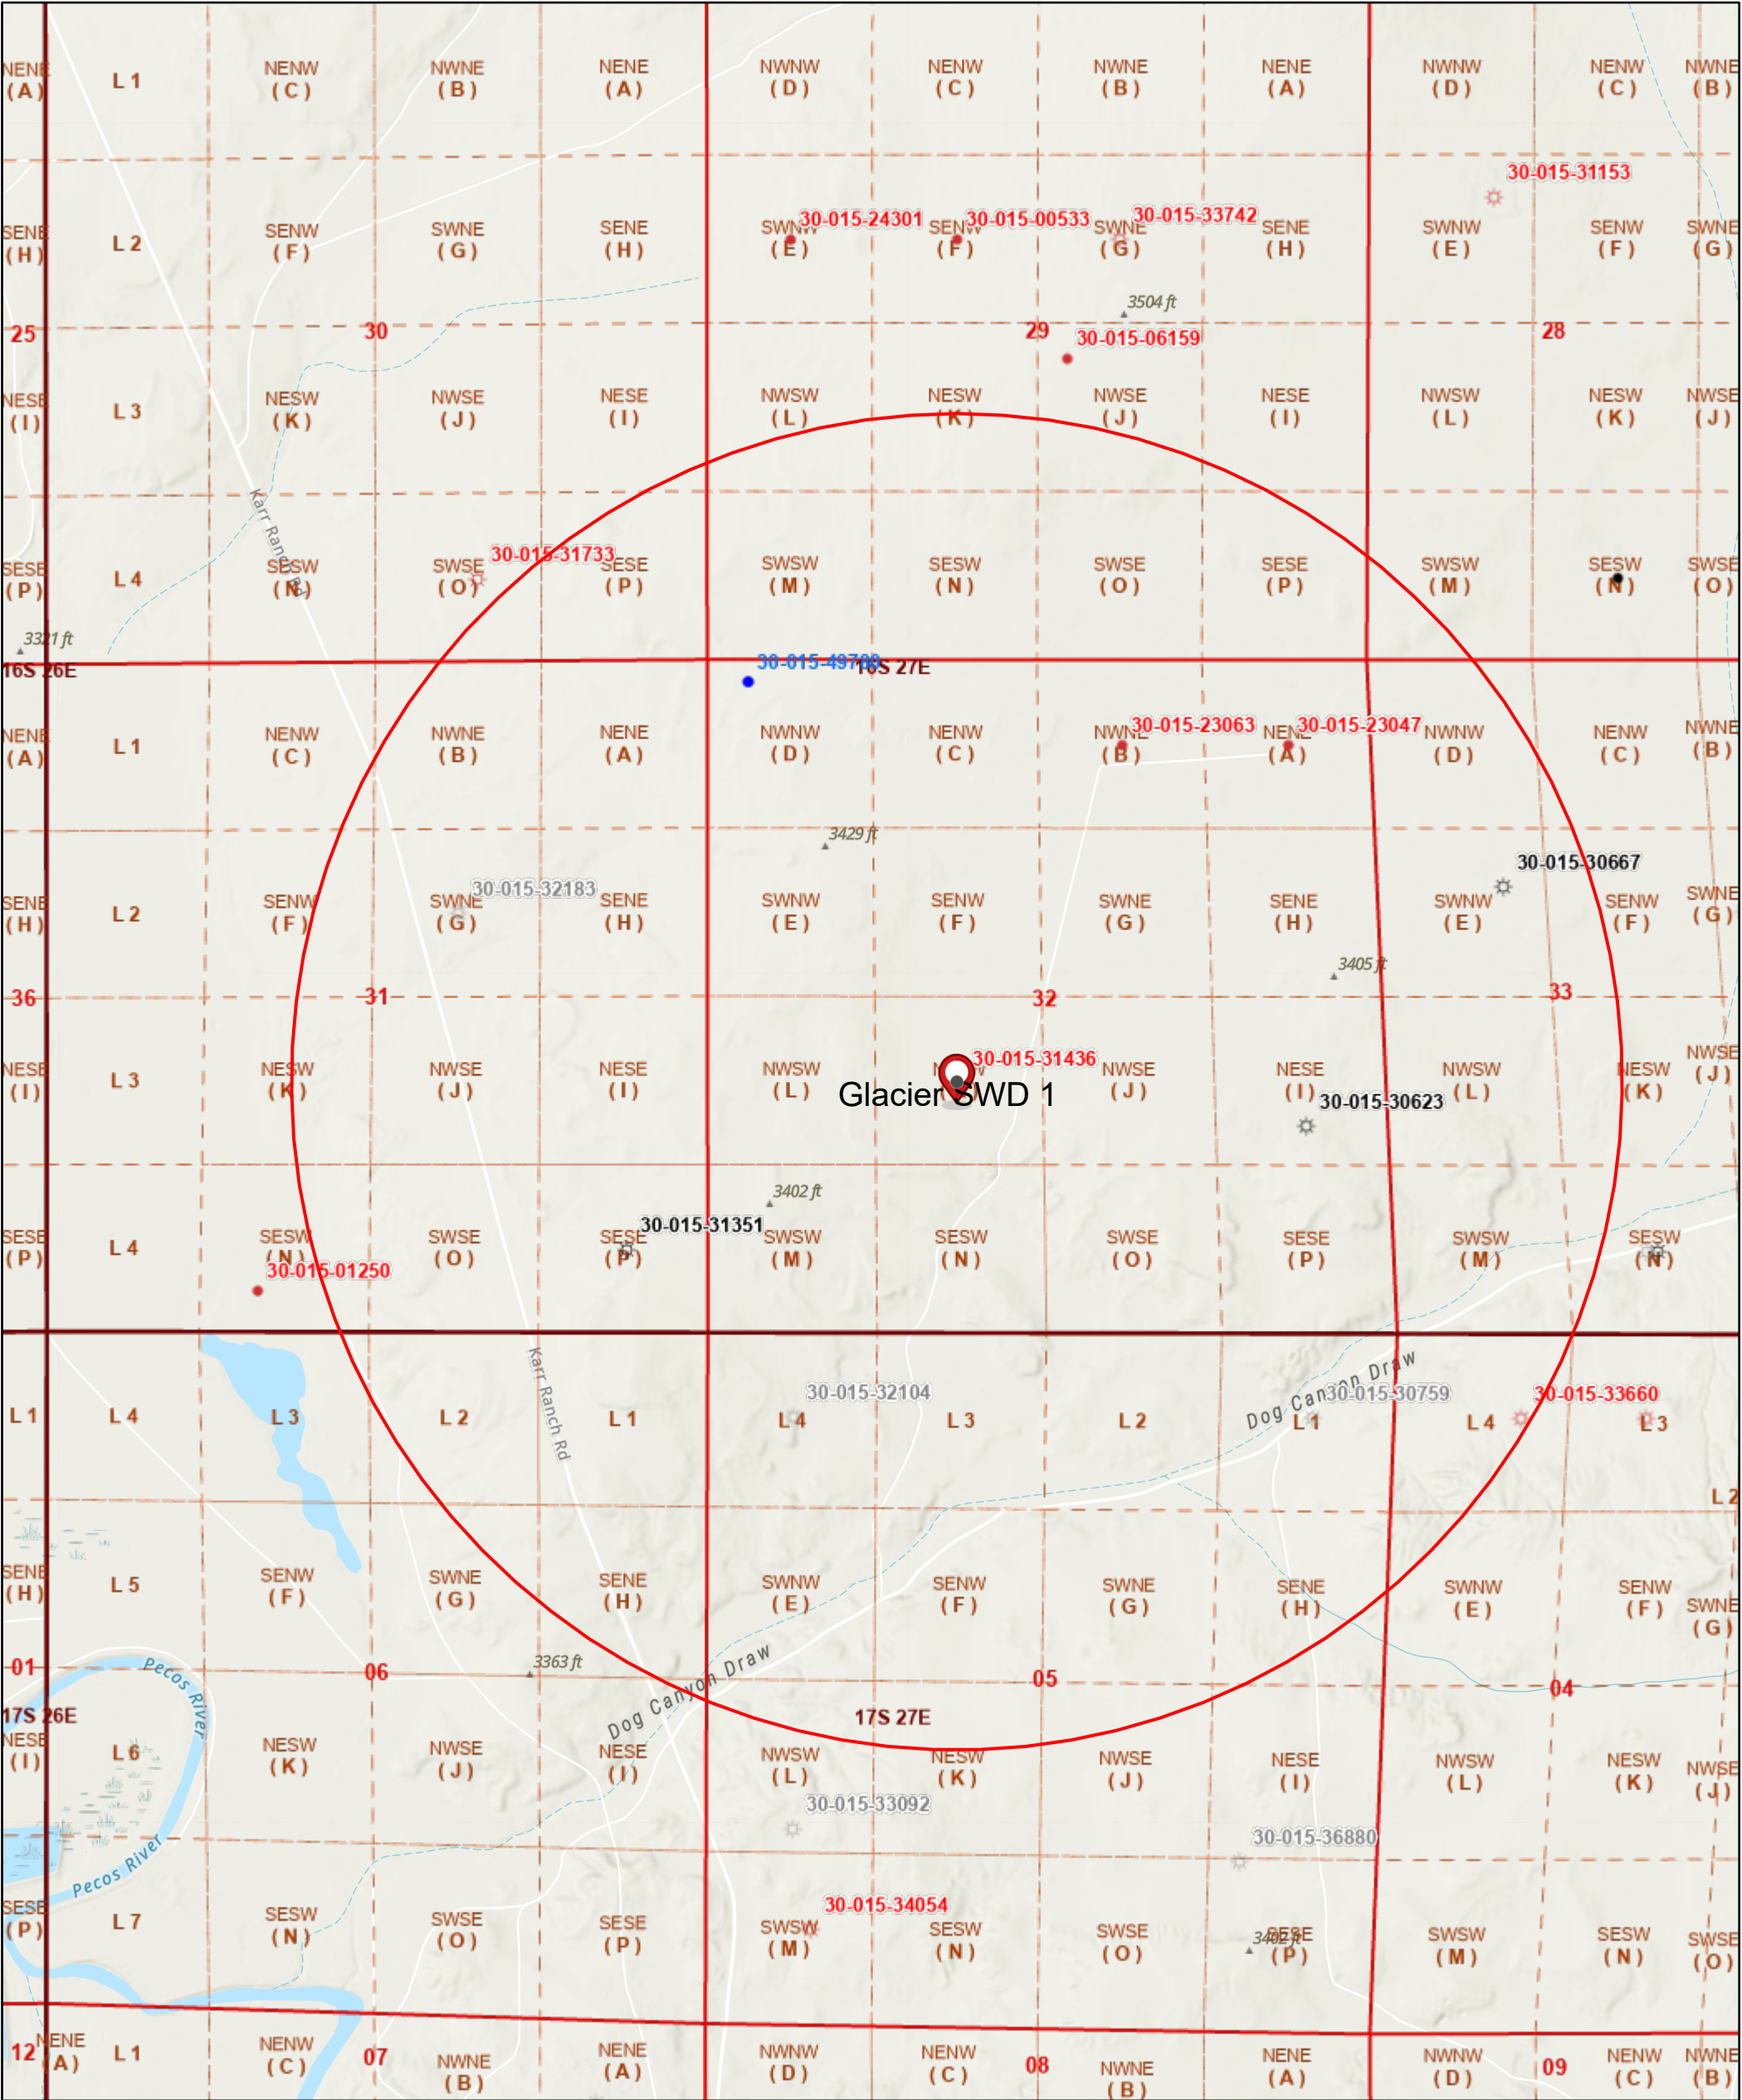 NENE NENW NWNE NENE NWNW NENW NWNE NENE NWNW NENW NWNE
(A) L 1 (C) (B) (A) (D) (C) (B) (A) (D) (C) (B)
30-015-31153
30-015-24301 30-015-00533 30-015-33742
SENE SENW SWNE SENE SWNW SENW SWNE SENE SWNW SENF SWNE
(H) L 2 (F) (G) (H) (E) (F) (G) (H) (E) (F) (G)
3504 ft
25 30 29 28
30-015-06159
NESE NESW NWSE NESE NWSW NESW NWSE NESE NWSW NESW NWSE
(I) L 3 (K) (J) (I) (L) (K) (J) (I) (L) (K) (J)
Karr Ranch Rd
30-015-31733
SESE SESW SWSE SESE SWSW SESW SWSE SESE SWSW SESW SWSE
(P) L 4 (N) (O) (P) (M) (N) (O) (P) (M) (N) (O)
3321 ft
16S 26E 16S 27E
30-015-23063 30-015-23047
NENE NENW NWNE NENE NWNW NENW NWNE NENE NWNW NENW NWNE
(A) L 1 (C) (B) (A) (D) (C) (B) (A) (D) (C) (B)
3429 ft
30-015-30667
30-015-32183
SENE SENW SWNE SENE SWNW SENW SWNE SENE SWNW SENW SWNE
(H) L 2 (F) (G) (H) (E) (F) (G) (H) (E) (F) (G)
3405 ft
36 31 32 33
30-015-31436
NESE NESW NWSE NESE NWSW NWSE NESE NWSW NESW NWSE
(I) L 3 (K) (J) (I) (L) (J) (I) (L) (K) (J)
Glacier SWD 1
30-015-30623
3402 ft
30-015-31351
SESE SESW SWSE SESE SWSW SESW SWSE SESE SWSW SESW
(P) L 4 (N) (O) (P) (M) (N) (O) (P) (M) (N)
30-015-01250
Karr Ranch Rd
Dog Canyon Draw
30-015-32104 30-015-30759 30-015-33660
L 1 L 4 L 3 L 2 L 1 L 4 L 3 L 2 L 1 L 4 L 3
L 2
SENE SENW SWNE SENE SWNW SENW SWNE SENE SWNW SENW SWNE
(H) L 5 (F) (G) (H) (E) (F) (G) (H) (E) (F) (G)
01 06 05 04
3363 ft
Pecos River
Dog Canyon Draw
17S 26E 17S 27E
NESE NESW NWSE NESE NWSW NESW NWSE NESE NWSW NESW NWSE
(I) L 6 (K) (J) (I) (L) (K) (J) (I) (L) (K) (J)
30-015-33092
30-015-36880
Pecos River
30-015-34054
SESE SESW SWSE SESE SWSW SESW SWSE SESE SWSW SESW SWSE
(P) L 7 (N) (O) (P) (M) (N) (O) (P) (M) (N) (O)
3402 ft
12 07 08 09
NENE NENW NWNE NENE NWNW NENW NWNE NENE NWNW NENW NWNE
(A) L 1 (C) (B) (A) (D) (C) (B) (A) (D) (C) (B)